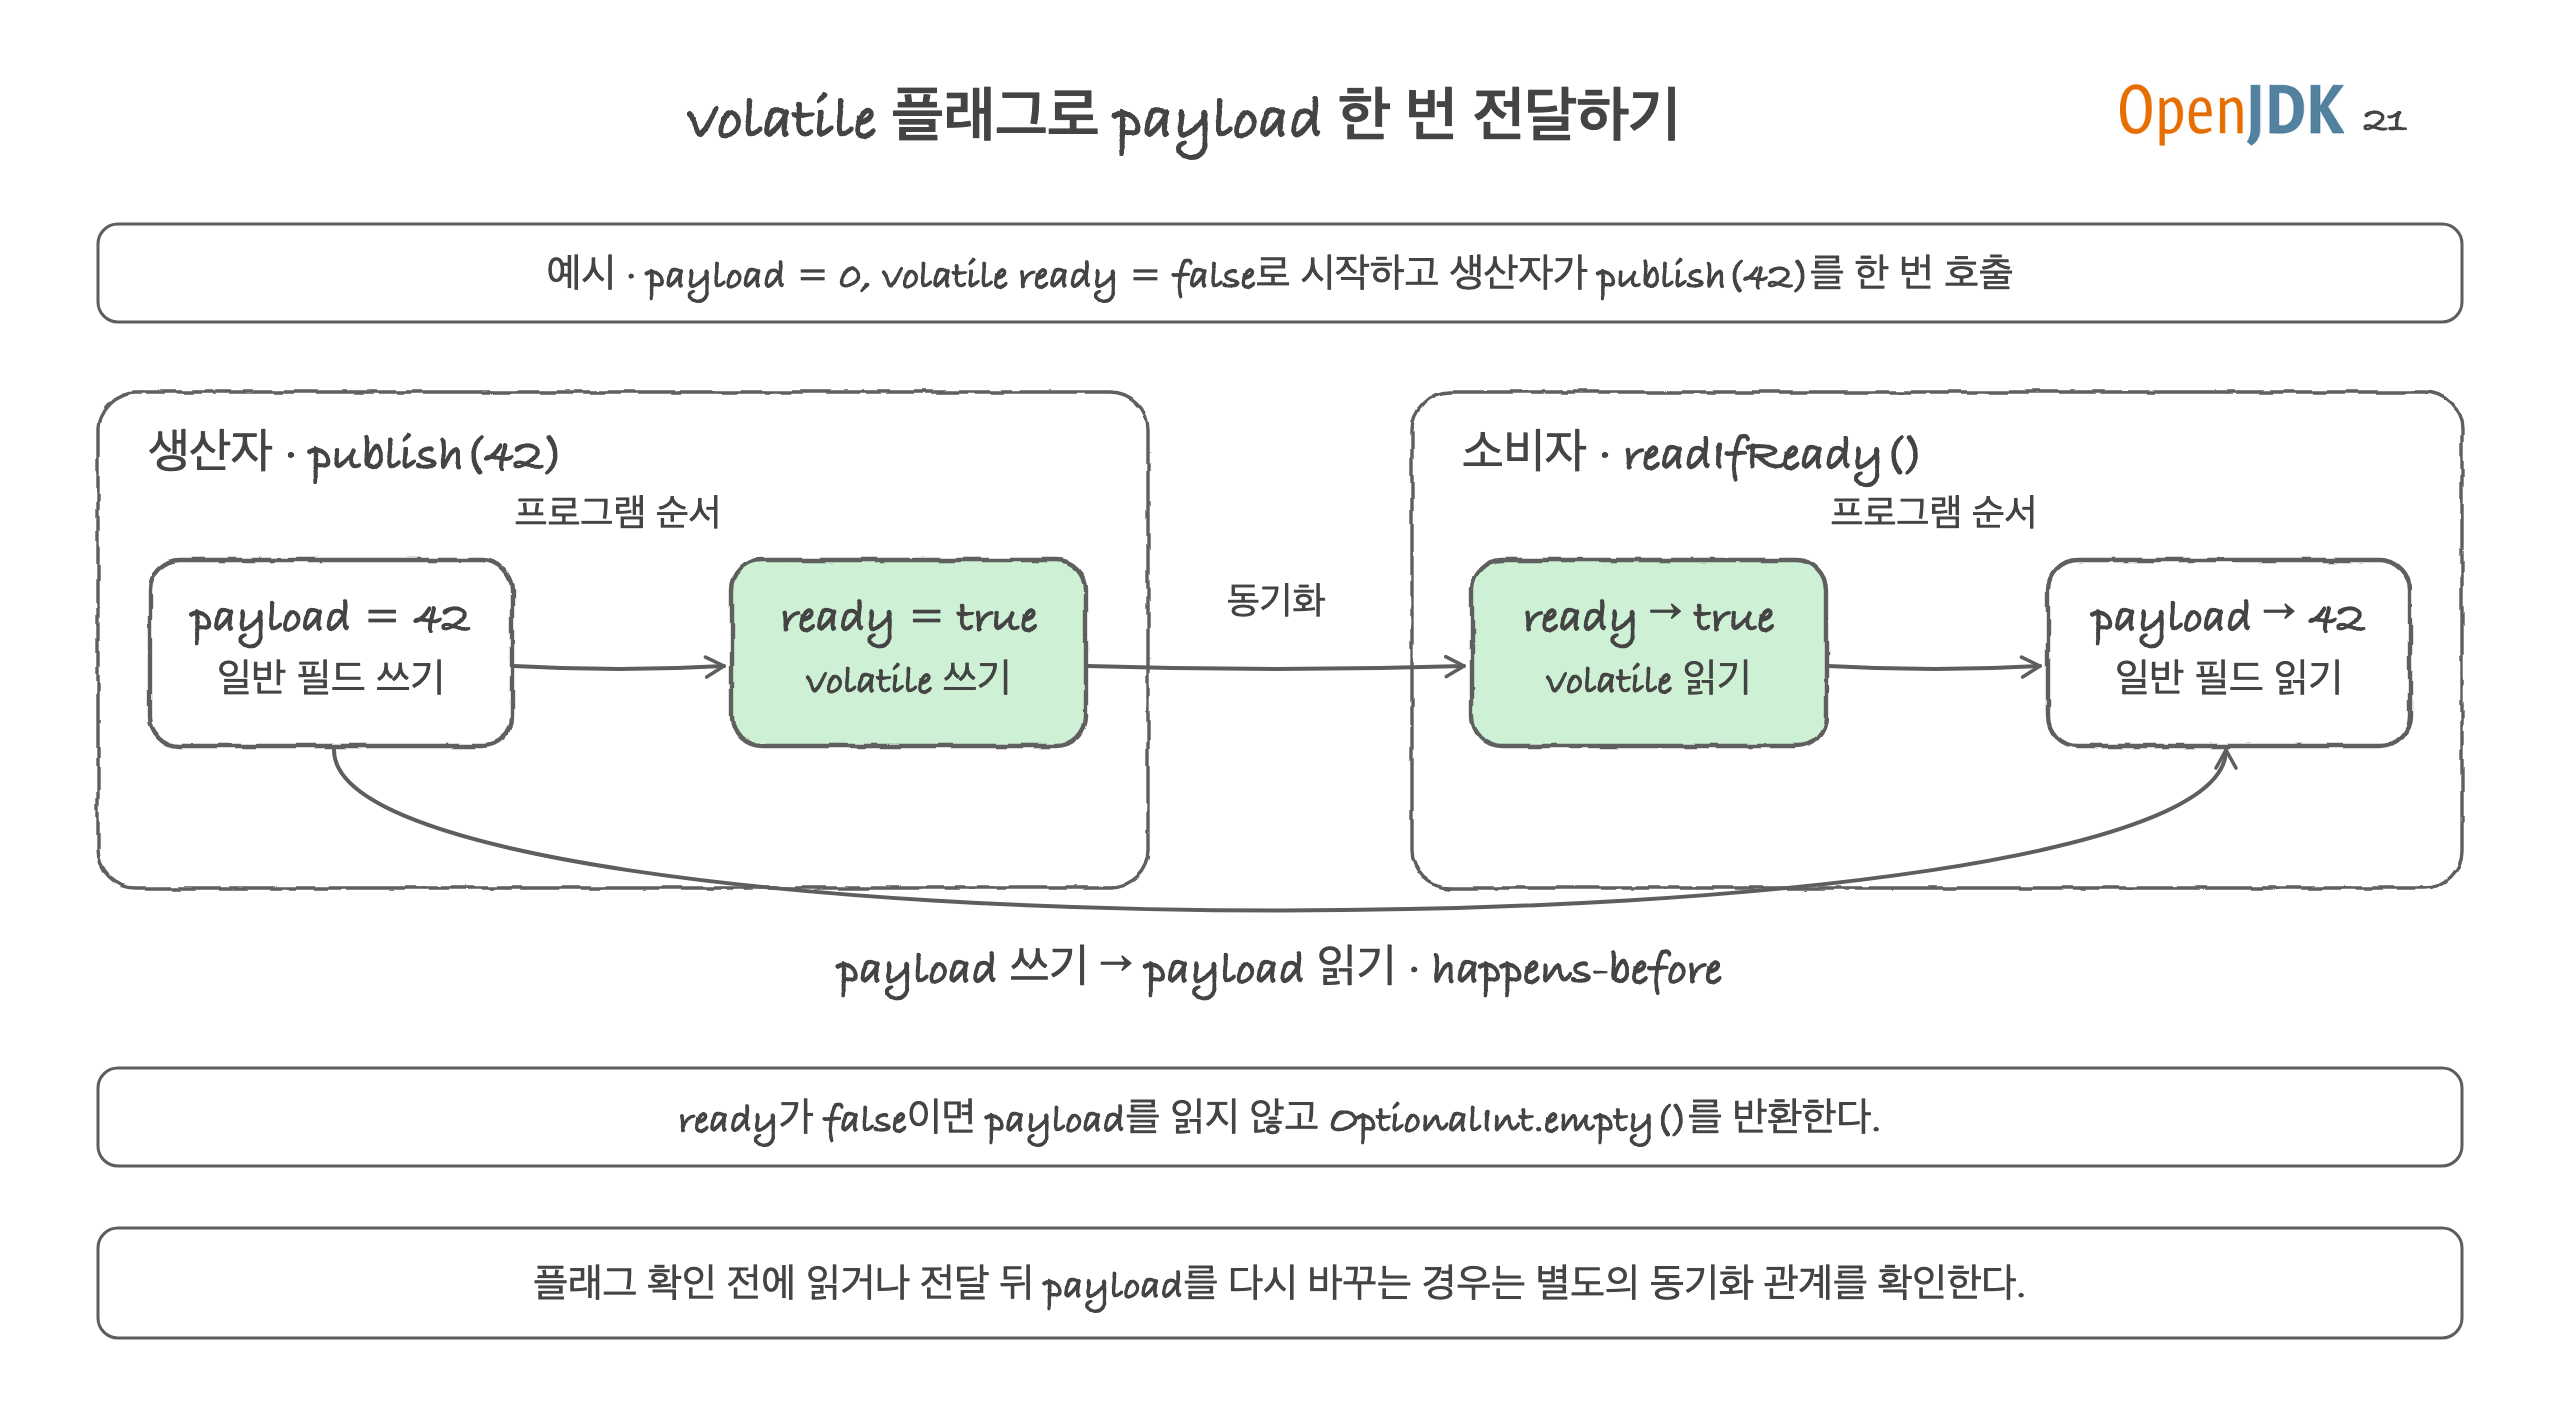 volatile 플래그로 payload 한 번 전달하기
OpenJDK 21
예시 · payload = 0, volatile ready = false로 시작하고 생산자가 publish(42)를 한 번 호출
생산자 · publish(42)
프로그램 순서
payload = 42
일반 필드 쓰기
ready = true
volatile 쓰기
동기화
소비자 · readIfReady()
프로그램 순서
ready → true
volatile 읽기
payload → 42
일반 필드 읽기
payload 쓰기 → payload 읽기 · happens-before
ready가 false이면 payload를 읽지 않고 OptionalInt.empty()를 반환한다.
플래그 확인 전에 읽거나 전달 뒤 payload를 다시 바꾸는 경우는 별도의 동기화 관계를 확인한다.